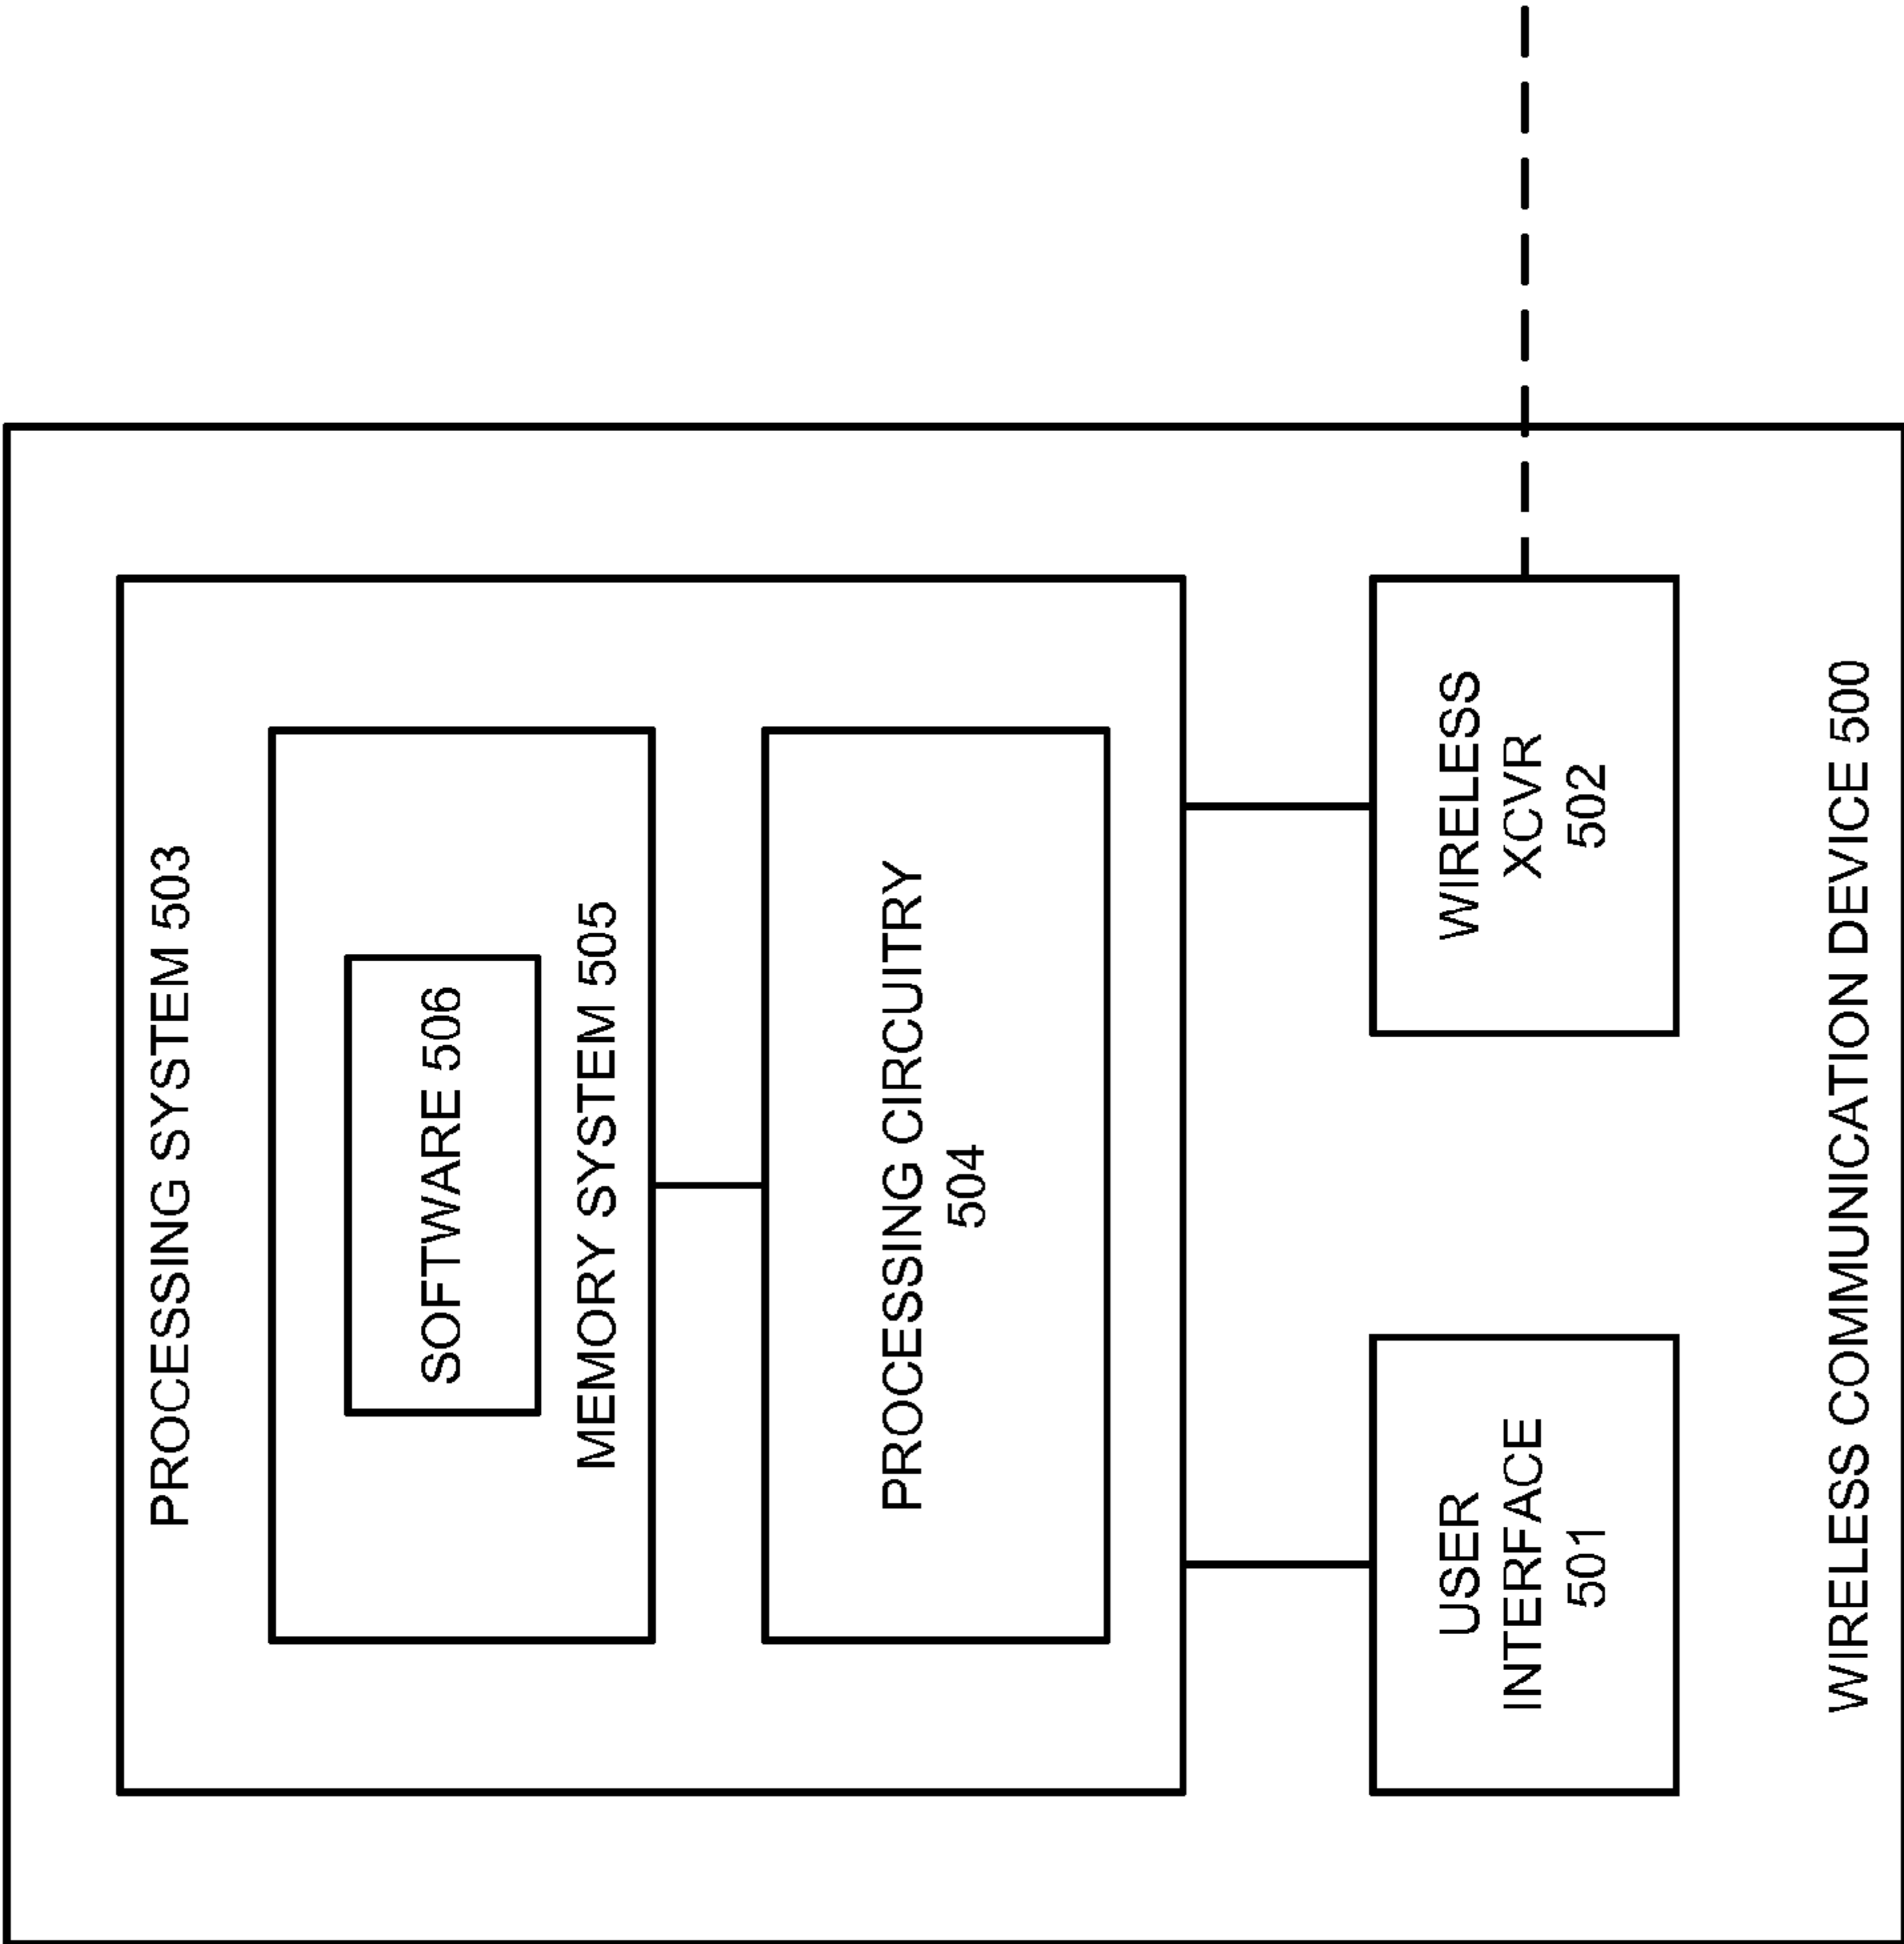 PROCESSING SYSTEM 503
SOFTWARE 506
MEMORY SYSTEM 505
PROCESSING CIRCUITRY
504
USER
INTERFACE
501
WIRELESS
XCVR
502
WIRELESS COMMUNICATION DEVICE 500